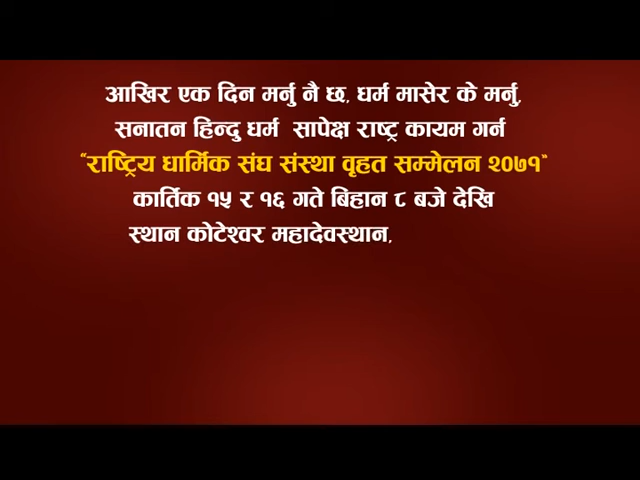 आखिर एक दिन मर्नु नै छ, धर्म मासेर के मर्नु,
सनातन हिन्दु धर्म सापेक्ष राष्ट्र कायम गर्न
"राष्ट्रिय धार्मिक संघ संस्था वृहत सम्मेलन २०७१"
कार्तिक १५ र १६ गते बिहान ८ बजे देखि
स्थान कोटेश्वर महादेवस्थान,